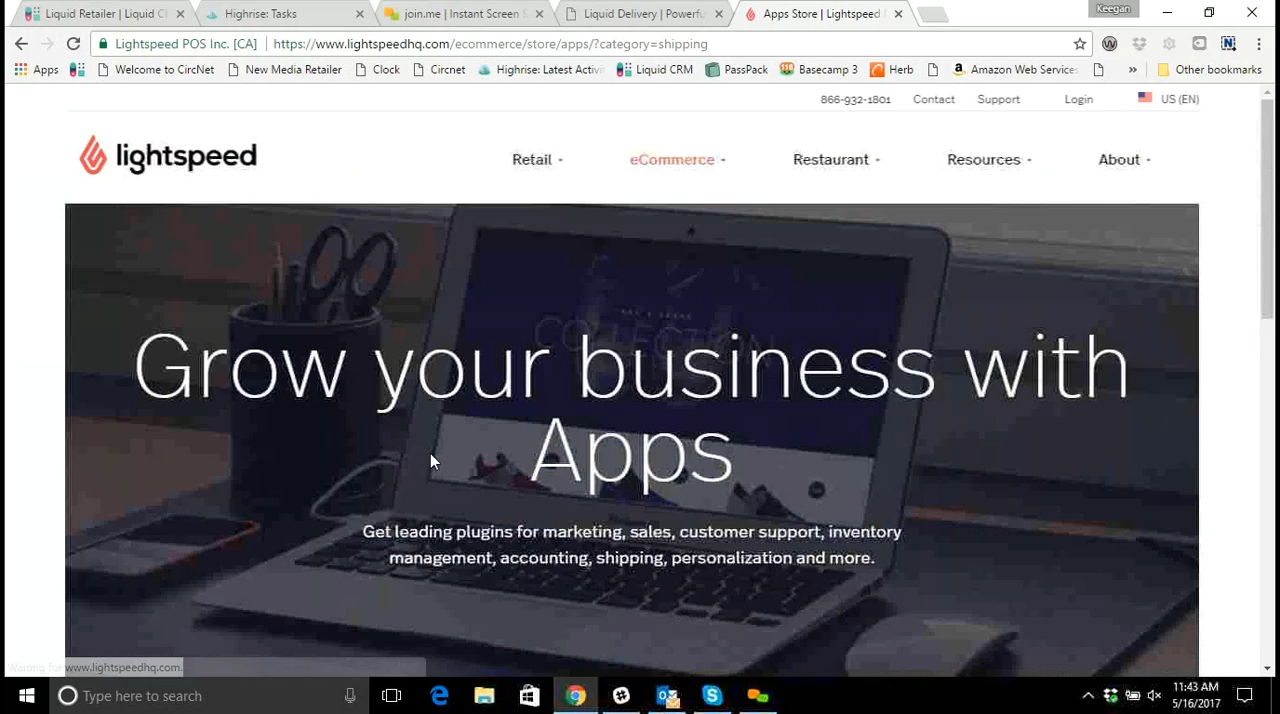 Keegan
Liquid Retailer | Liquid C
Highrise: Tasks
join.me | Instant Screen S
Liquid Delivery | Powerfu
Apps Store | Lightspeed
Lightspeed POS Inc. [CA]
https://www.lightspeedhq.com/ecommerce/store/apps/?category=shipping
Apps
Welcome to CircNet
New Media Retailer
Clock
Circnet
Highrise: Latest Activi
Liquid CRM
PassPack
Basecamp 3
Herb
Amazon Web Services
Other bookmarks
866-932-1801 Contact Support Login US (EN)
lightspeed
Retail eCommerce Restaurant Resources About
Grow your business with
Apps
Get leading plugins for marketing, sales, customer support, inventory
management, accounting, shipping, personalization and more.
Waiting for www.lightspeedhq.com.
Type here to search
11:43 AM
5/16/2017